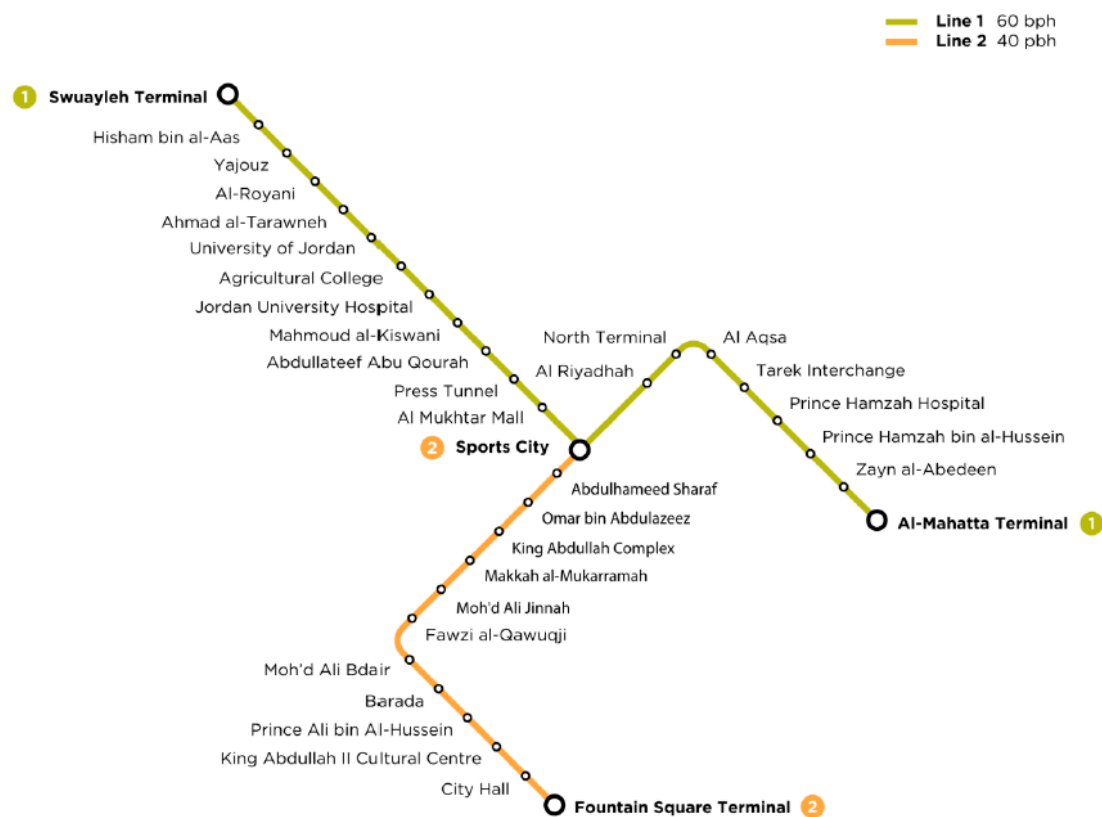 Line 1 60 bph
Line 2 40 pbh
1 Swuayleh Terminal
Hisham bin al-Aas
Yajouz
Al-Royani
Ahmad al-Tarawneh
University of Jordan
Agricultural College
Jordan University Hospital
Mahmoud al-Kiswani
Abdullateef Abu Qourah
Press Tunnel
Al Mukhtar Mall
2 Sports City
North Terminal
Al Riyadhah
Al Aqsa
Tarek Interchange
Prince Hamzah Hospital
Prince Hamzah bin al-Hussein
Zayn al-Abedeen
Al-Mahatta Terminal 1
Abdulhameed Sharaf
Omar bin Abdulazeez
King Abdullah Complex
Makkah al-Mukarramah
Moh'd Ali Jinnah
Fawzi al-Qawuqji
Moh'd Ali Bdair
Barada
Prince Ali bin Al-Hussein
King Abdullah II Cultural Centre
City Hall
Fountain Square Terminal 2